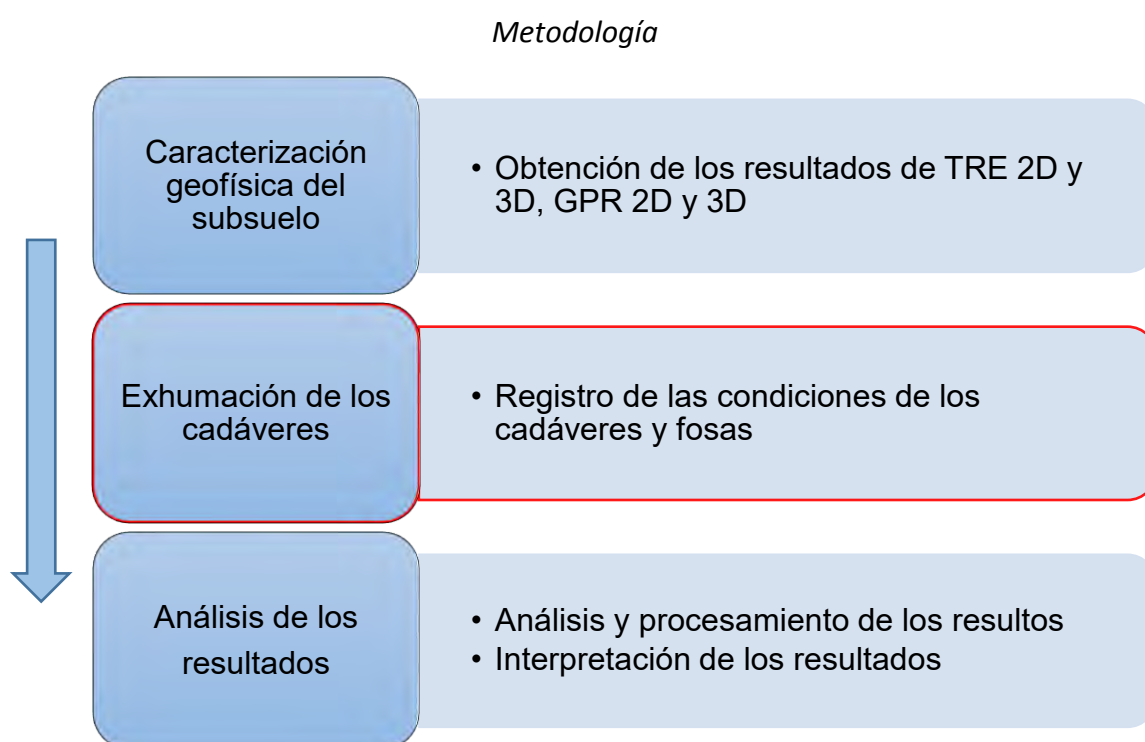 Metodología
Caracterización
geofísica del
subsuelo
• Obtención de los resultados de TRE 2D y
3D, GPR 2D y 3D
Exhumación de los
cadáveres
• Registro de las condiciones de los
cadáveres y fosas
Análisis de los
resultados
• Análisis y procesamiento de los resultos
• Interpretación de los resultados